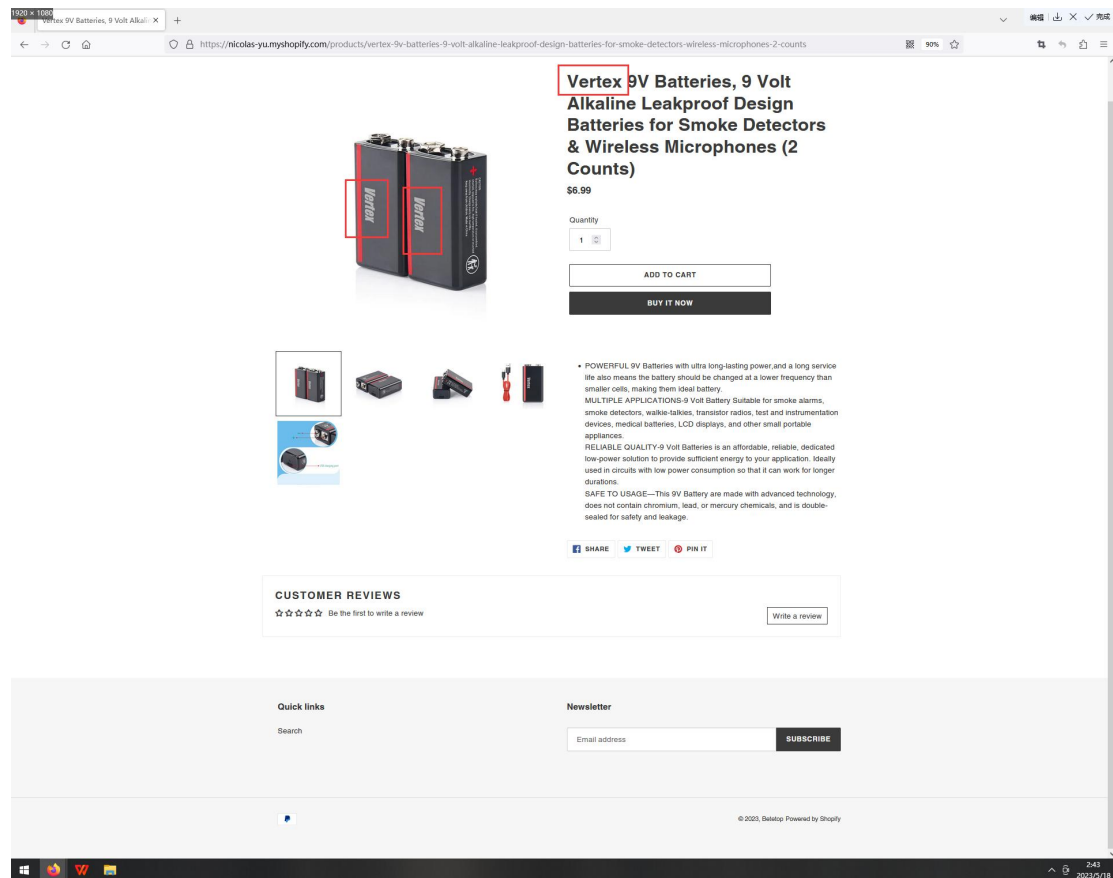 1920 × 1080
Vertex 9V Batteries, 9 Volt Alkali
编辑
完成
https://nicolas-yu.myshopify.com/products/vertex-9v-batteries-9-volt-alkaline-leakproof-design-batteries-for-smoke-detectors-wireless-microphones-2-counts
90%
Vertex 9V Batteries, 9 Volt
Alkaline Leakproof Design
Batteries for Smoke Detectors
& Wireless Microphones (2
Counts)
$6.99
Quantity
1
ADD TO CART
BUY IT NOW
Vertex
Vertex
POWERFUL 9V Batteries with ultra long-lasting power,and a long service
life also means the battery should be changed at a lower frequency than
smaller cells, making them ideal battery.
MULTIPLE APPLICATIONS-9 Volt Battery Suitable for smoke alarms,
smoke detectors, walkie-talkies, transistor radios, test and instrumentation
devices, medical batteries, LCD displays, and other small portable
appliances.
RELIABLE QUALITY-9 Volt Batteries is an affordable, reliable, dedicated
low-power solution to provide sufficient energy to your application. Ideally
used in circuits with low power consumption so that it can work for longer
durations.
SAFE TO USAGE—This 9V Battery are made with advanced technology,
does not contain chromium, lead, or mercury chemicals, and is double-
sealed for safety and leakage.
SHARE
TWEET
PIN IT
CUSTOMER REVIEWS
Be the first to write a review
Write a review
Quick links
Search
Newsletter
Email address
SUBSCRIBE
© 2023, Betelop Powered by Shopify
2:43
2023/5/18